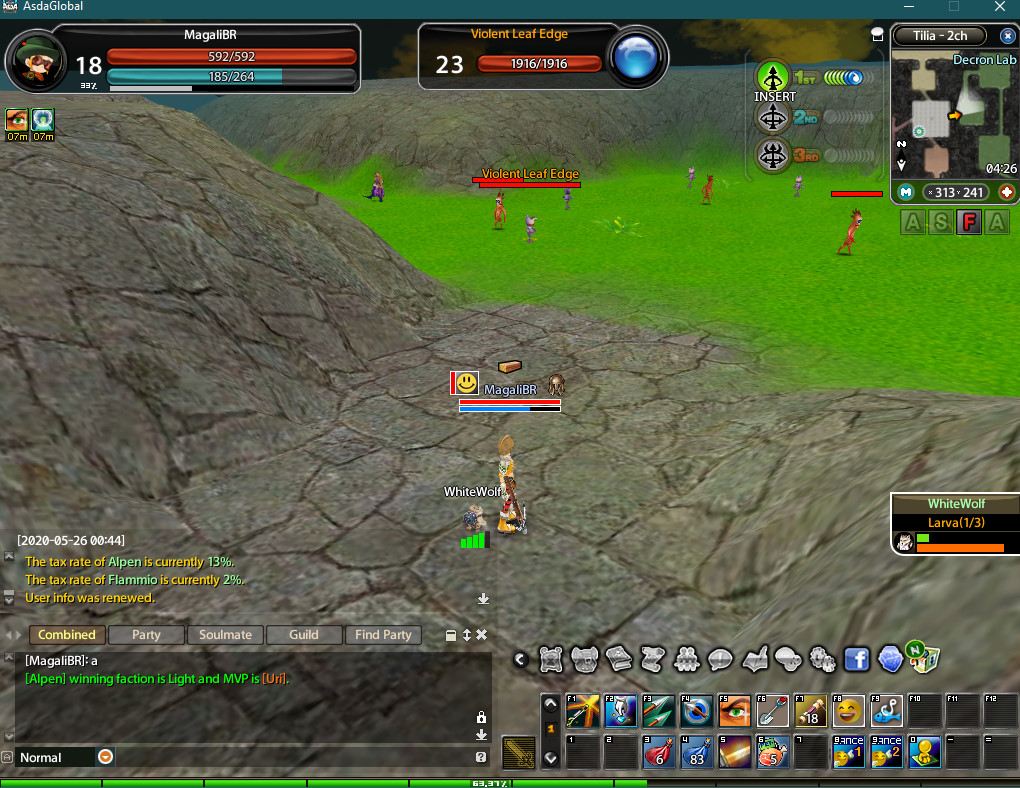 AsdaGlobal
MagaliBR
18
33%
592/592
185/264
07m 07m
Violent Leaf Edge
23
1916/1916
INSERT
1ST
2ND
3RD
Tilia - 2ch
Decron Lab
N
04:26
M
313 241
A S F A
Violent Leaf Edge
MagaliBR
WhiteWolf
WhiteWolf
Larva(1/3)
[2020-05-26 00:44]
The tax rate of Alpen is currently 13%.
The tax rate of Flammio is currently 2%.
User info was renewed.
Combined Party Soulmate Guild Find Party
[MagaliBR]: a
[Alpen] winning faction is Light and MVP is [Uri].
Normal
N
F1 F2 F3 F4 F5 F6 F7 F8 F9 F10 F11 F12
18
1
1 2 3 4 5 6 7 8 9 0 - =
6 83 5
DANCE 1 DANCE 2
63,31%